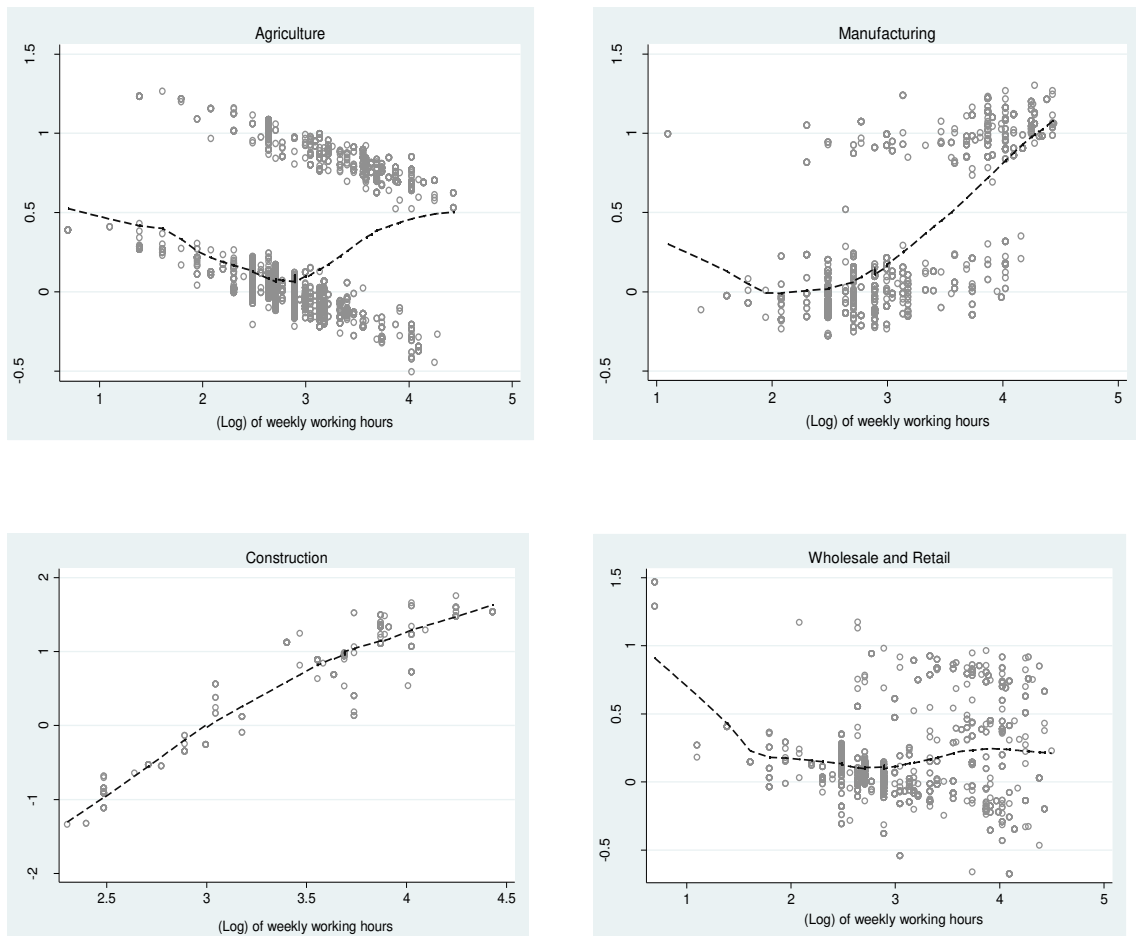 Agriculture
1.5
1
0.5
0
-0.5
1 2 3 4 5
(Log) of weekly working hours
Manufacturing
1.5
1
0.5
0
-0.5
1 2 3 4 5
(Log) of weekly working hours
Construction
2
1
0
-1
-2
2.5 3 3.5 4 4.5
(Log) of weekly working hours
Wholesale and Retail
1.5
1
0.5
0
-0.5
1 2 3 4 5
(Log) of weekly working hours